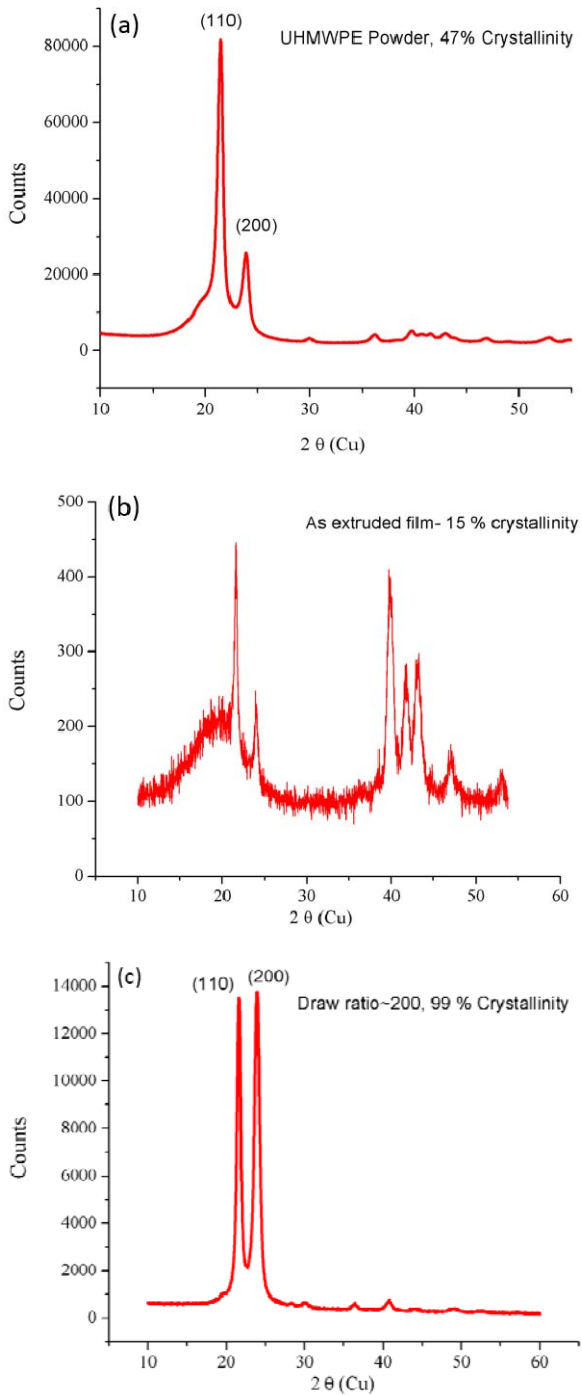 (a)
(110)
UHMWPE Powder, 47% Crystallinity
(200)
80000
60000
40000
20000
0
Counts
10 20 30 40 50
2 θ (Cu)
(b)
As extruded film- 15 % crystallinity
500
400
300
200
100
0
Counts
10 20 30 40 50 60
2 θ (Cu)
(c)
(110) (200)
Draw ratio~200, 99 % Crystallinity
14000
12000
10000
8000
6000
4000
2000
0
Counts
10 20 30 40 50 60
2 θ (Cu)